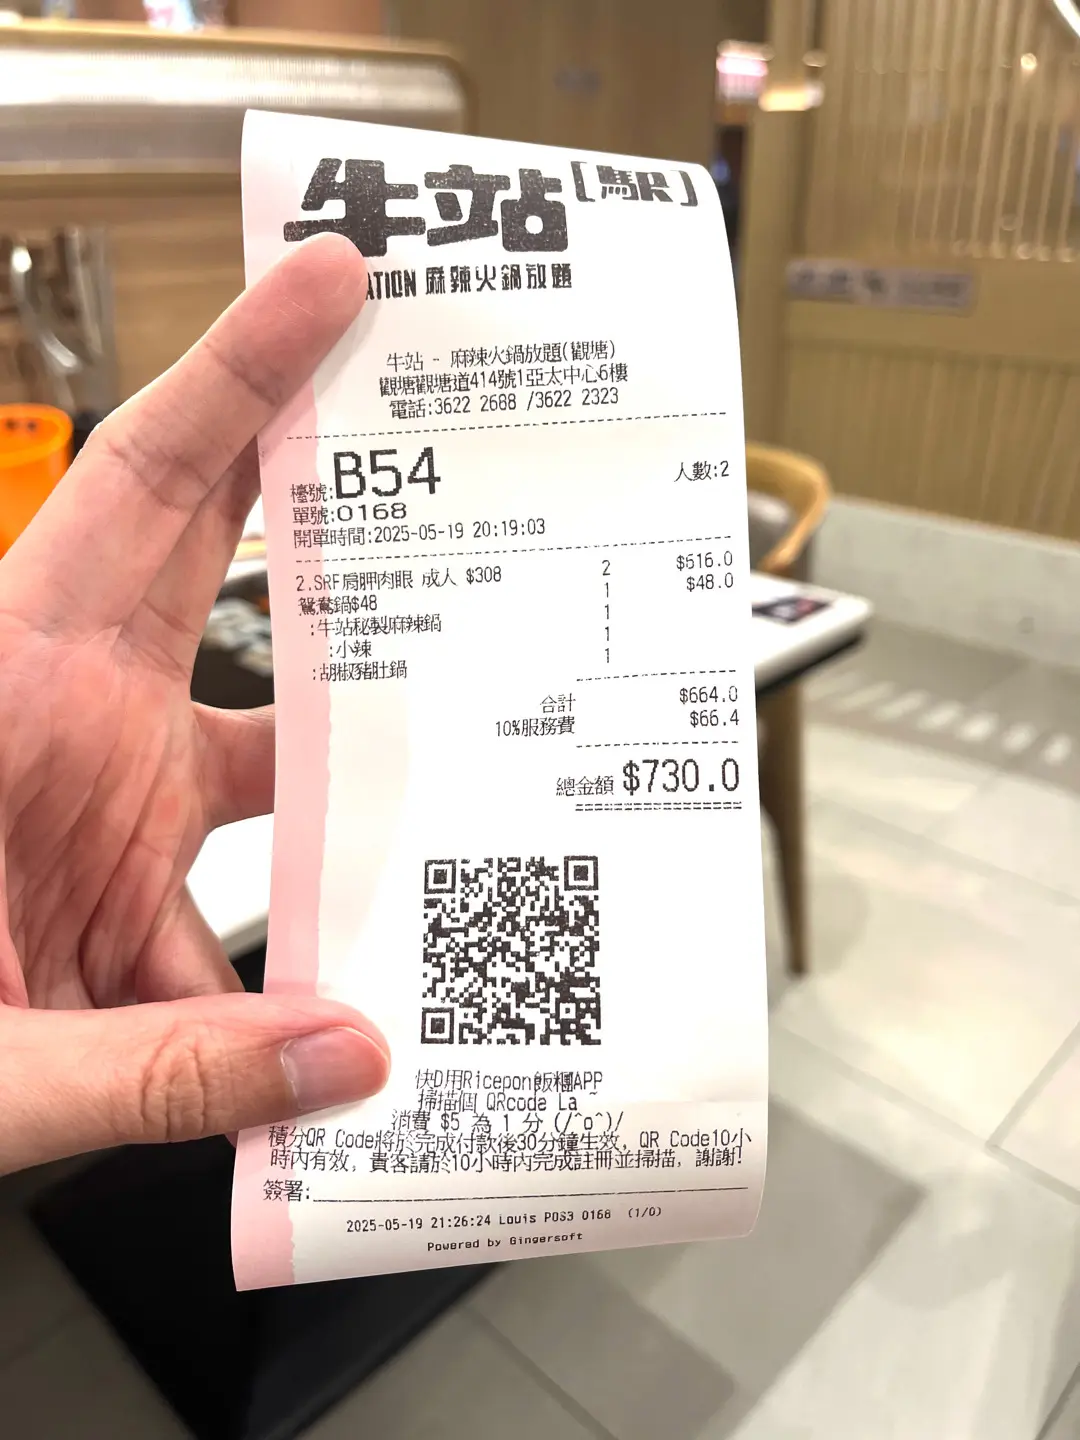 牛站[駅]
ATION 麻辣火鍋放題
牛站 - 麻辣火鍋放題(觀塘)
觀塘觀塘道414號1亞太中心6樓
電話:3622 2688 /3622 2323
檯號:B54 人數:2
單號:0168
開單時間:2025-05-19 20:19:03
2.SRF肩胛肉眼 成人 $308 2 $616.0
鴛鴦鍋$48 1 $48.0
:牛站秘製麻辣鍋 1
:小辣 1
:胡椒豬肚鍋 1
合計 $664.0
10%服務費 $66.4
總金額 $730.0
快D用Ricepon飯糰APP
掃描個 QRcode La ~
消費 $5 為 1 分 (/^o^)/
積分QR Code將於完成付款後30分鐘生效, QR Code10小
時內有效, 貴客請於10小時內完成註冊並掃描, 謝謝!
簽署:
2025-05-19 21:26:24 Louis POS3 0168 (1/0)
Powered by Gingersoft